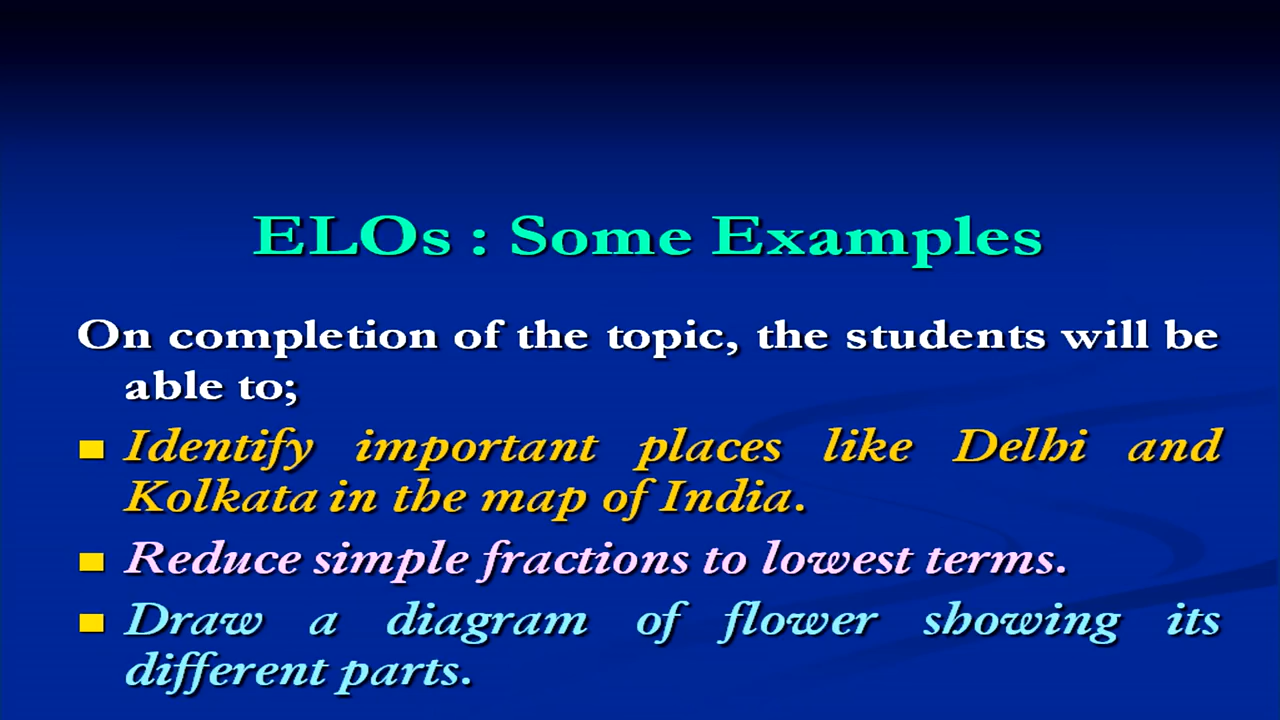 ELOs : Some Examples
On completion of the topic, the students will be
able to;
Identify important places like Delhi and
Kolkata in the map of India.
Reduce simple fractions to lowest terms.
Draw a diagram of flower showing its
different parts.